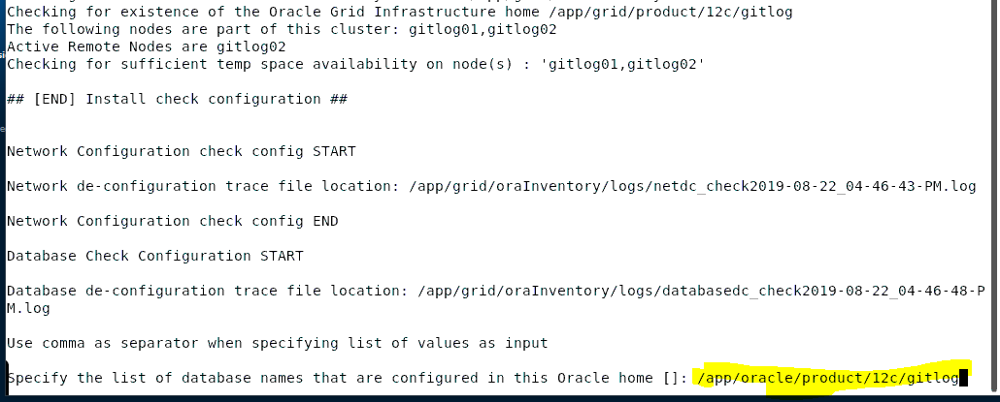 Checking for existence of the Oracle Grid Infrastructure home /app/grid/product/12c/gitlog
The following nodes are part of this cluster: gitlog01,gitlog02
Active Remote Nodes are gitlog02
Checking for sufficient temp space availability on node(s) : 'gitlog01,gitlog02'
## [END] Install check configuration ##
Network Configuration check config START
Network de-configuration trace file location: /app/grid/oraInventory/logs/netdc_check2019-08-22_04-46-43-PM.log
Network Configuration check config END
Database Check Configuration START
Database de-configuration trace file location: /app/grid/oraInventory/logs/databasedc_check2019-08-22_04-46-48-P
M.log
Use comma as separator when specifying list of values as input
Specify the list of database names that are configured in this Oracle home []: /app/oracle/product/12c/gitlog